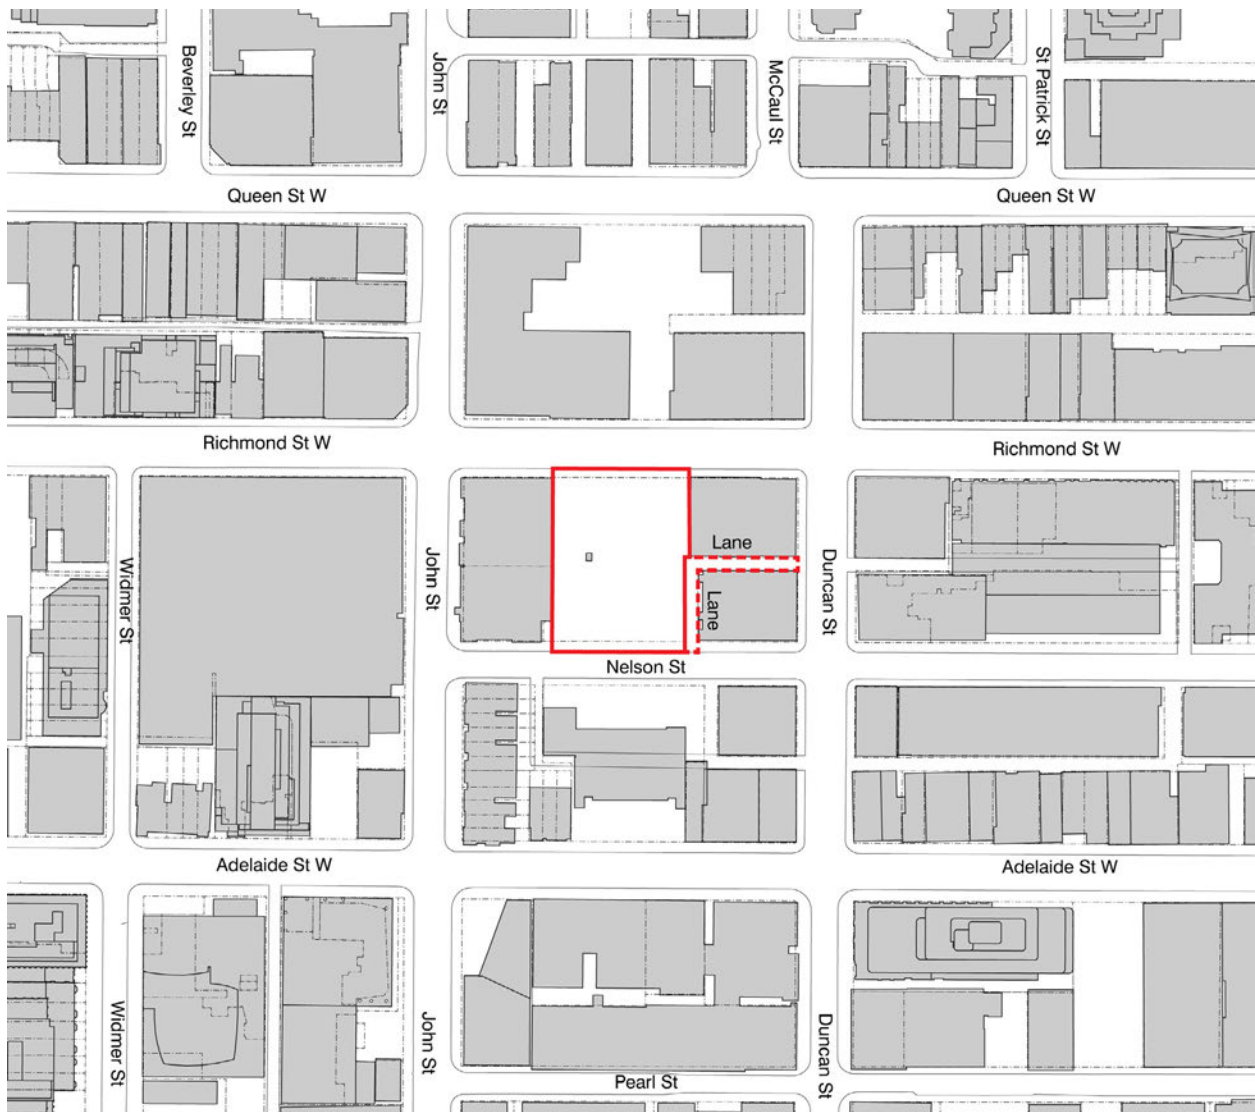 Beverley St
John St
McCaul St
St Patrick St
Queen St W
Queen St W
Richmond St W
Richmond St W
Widmer St
John St
Lane
Lane
Duncan St
Nelson St
Adelaide St W
Adelaide St W
Widmer St
John St
Duncan St
Pearl St